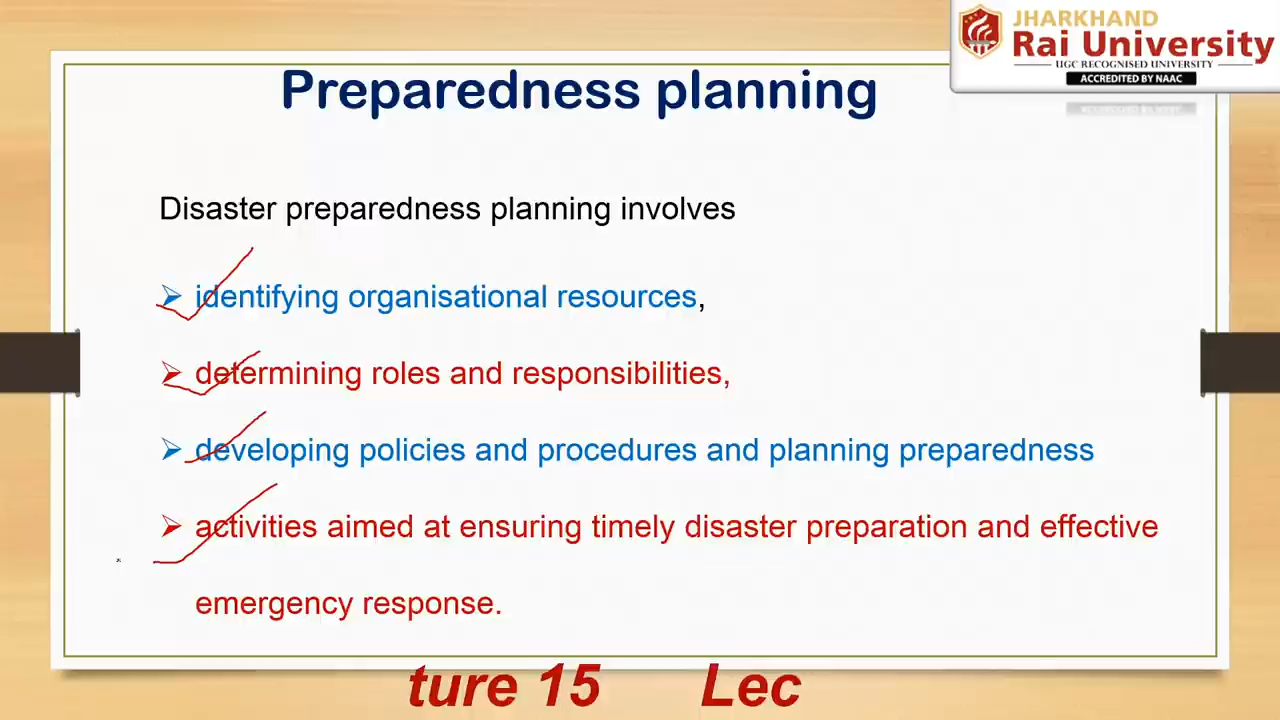 JHARKHAND
Rai University
UGC RECOGNISED UNIVERSITY
ACCREDITED BY NAAC
Preparedness planning
Disaster preparedness planning involves
identifying organisational resources,
determining roles and responsibilities,
developing policies and procedures and planning preparedness
activities aimed at ensuring timely disaster preparation and effective
emergency response.
ture 15 Lec